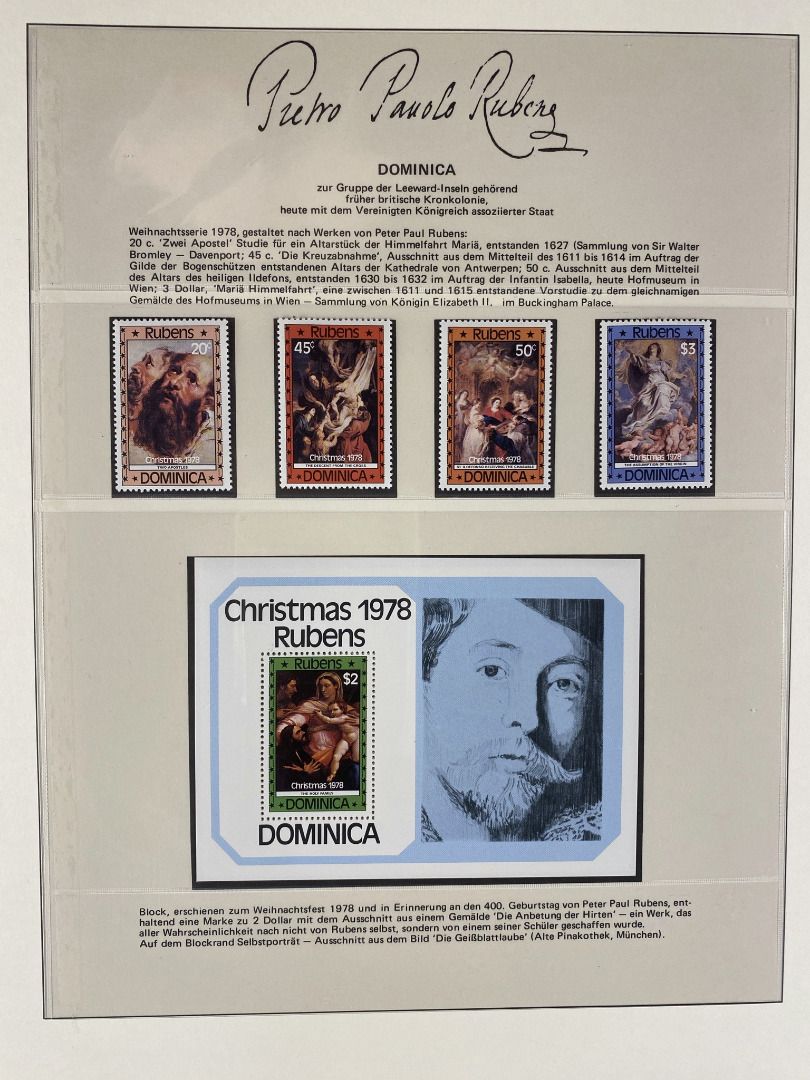 Pietro Pauolo Rubens
DOMINICA
zur Gruppe der Leeward-Inseln gehörend
früher britische Kronkolonie,
heute mit dem Vereinigten Königreich assoziierter Staat
Weihnachtsserie 1978, gestaltet nach Werken von Peter Paul Rubens:
20 c. 'Zwei Apostel' Studie für ein Altarstück der Himmelfahrt Mariä, entstanden 1627 (Sammlung von Sir Walter
Bromley – Davenport; 45 c. 'Die Kreuzabnahme', Ausschnitt aus dem Mittelteil des 1611 bis 1614 im Auftrag der
Gilde der Bogenschützen entstandenen Altars der Kathedrale von Antwerpen; 50 c. Ausschnitt aus dem Mittelteil
des Altars des heiligen Ildefons, entstanden 1630 bis 1632 im Auftrag der Infantin Isabella, heute Hofmuseum in
Wien; 3 Dollar, 'Mariä Himmelfahrt', eine zwischen 1611 und 1615 entstandene Vorstudie zu dem gleichnamigen
Gemälde des Hofmuseums in Wien – Sammlung von Königin Elizabeth II. im Buckingham Palace.
Rubens
20c
Christmas 1978
TWO APOSTLES
DOMINICA
Rubens
45c
Christmas 1978
THE DESCENT FROM THE CROSS
DOMINICA
Rubens
50c
Christmas 1978
ST ILDEFONSO RECEIVING THE CHASUBLE
DOMINICA
Rubens
$3
Christmas 1978
THE ASSUMPTION OF THE VIRGIN
DOMINICA
Christmas 1978
Rubens
Rubens
$2
Christmas 1978
THE HOLY FAMILY
DOMINICA
DOMINICA
Block, erschienen zum Weihnachtsfest 1978 und in Erinnerung an den 400. Geburtstag von Peter Paul Rubens, ent-
haltend eine Marke zu 2 Dollar mit dem Ausschnitt aus einem Gemälde 'Die Anbetung der Hirten' – ein Werk, das
aller Wahrscheinlichkeit nach nicht von Rubens selbst, sondern von einem seiner Schüler geschaffen wurde.
Auf dem Blockrand Selbstporträt – Ausschnitt aus dem Bild 'Die Geißblattlaube' (Alte Pinakothek, München).